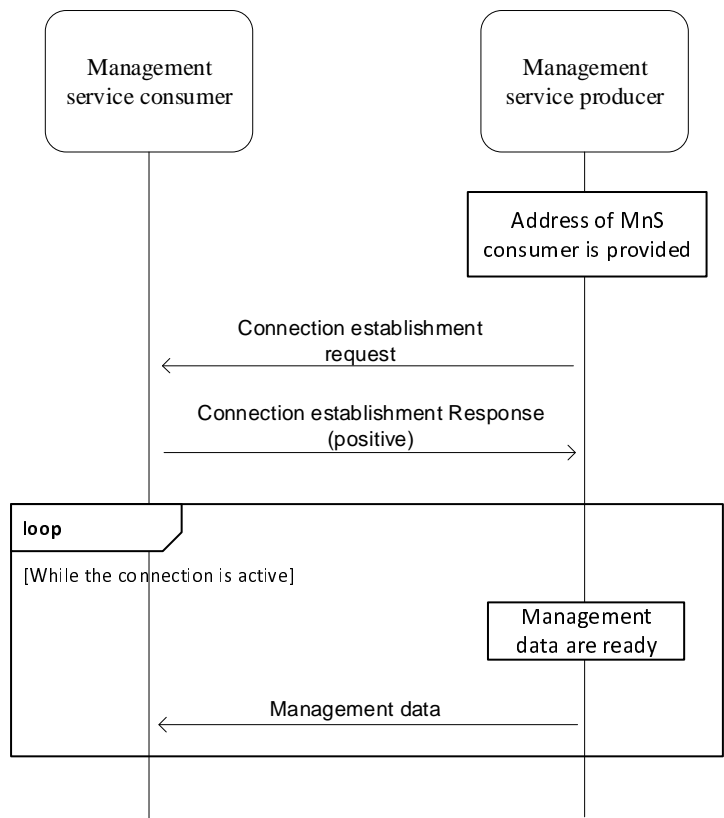 Management
service consumer
Management
service producer
Address of MnS
consumer is provided
Connection establishment
request
Connection establishment Response
(positive)
loop
[While the connection is active]
Management
data are ready
Management data